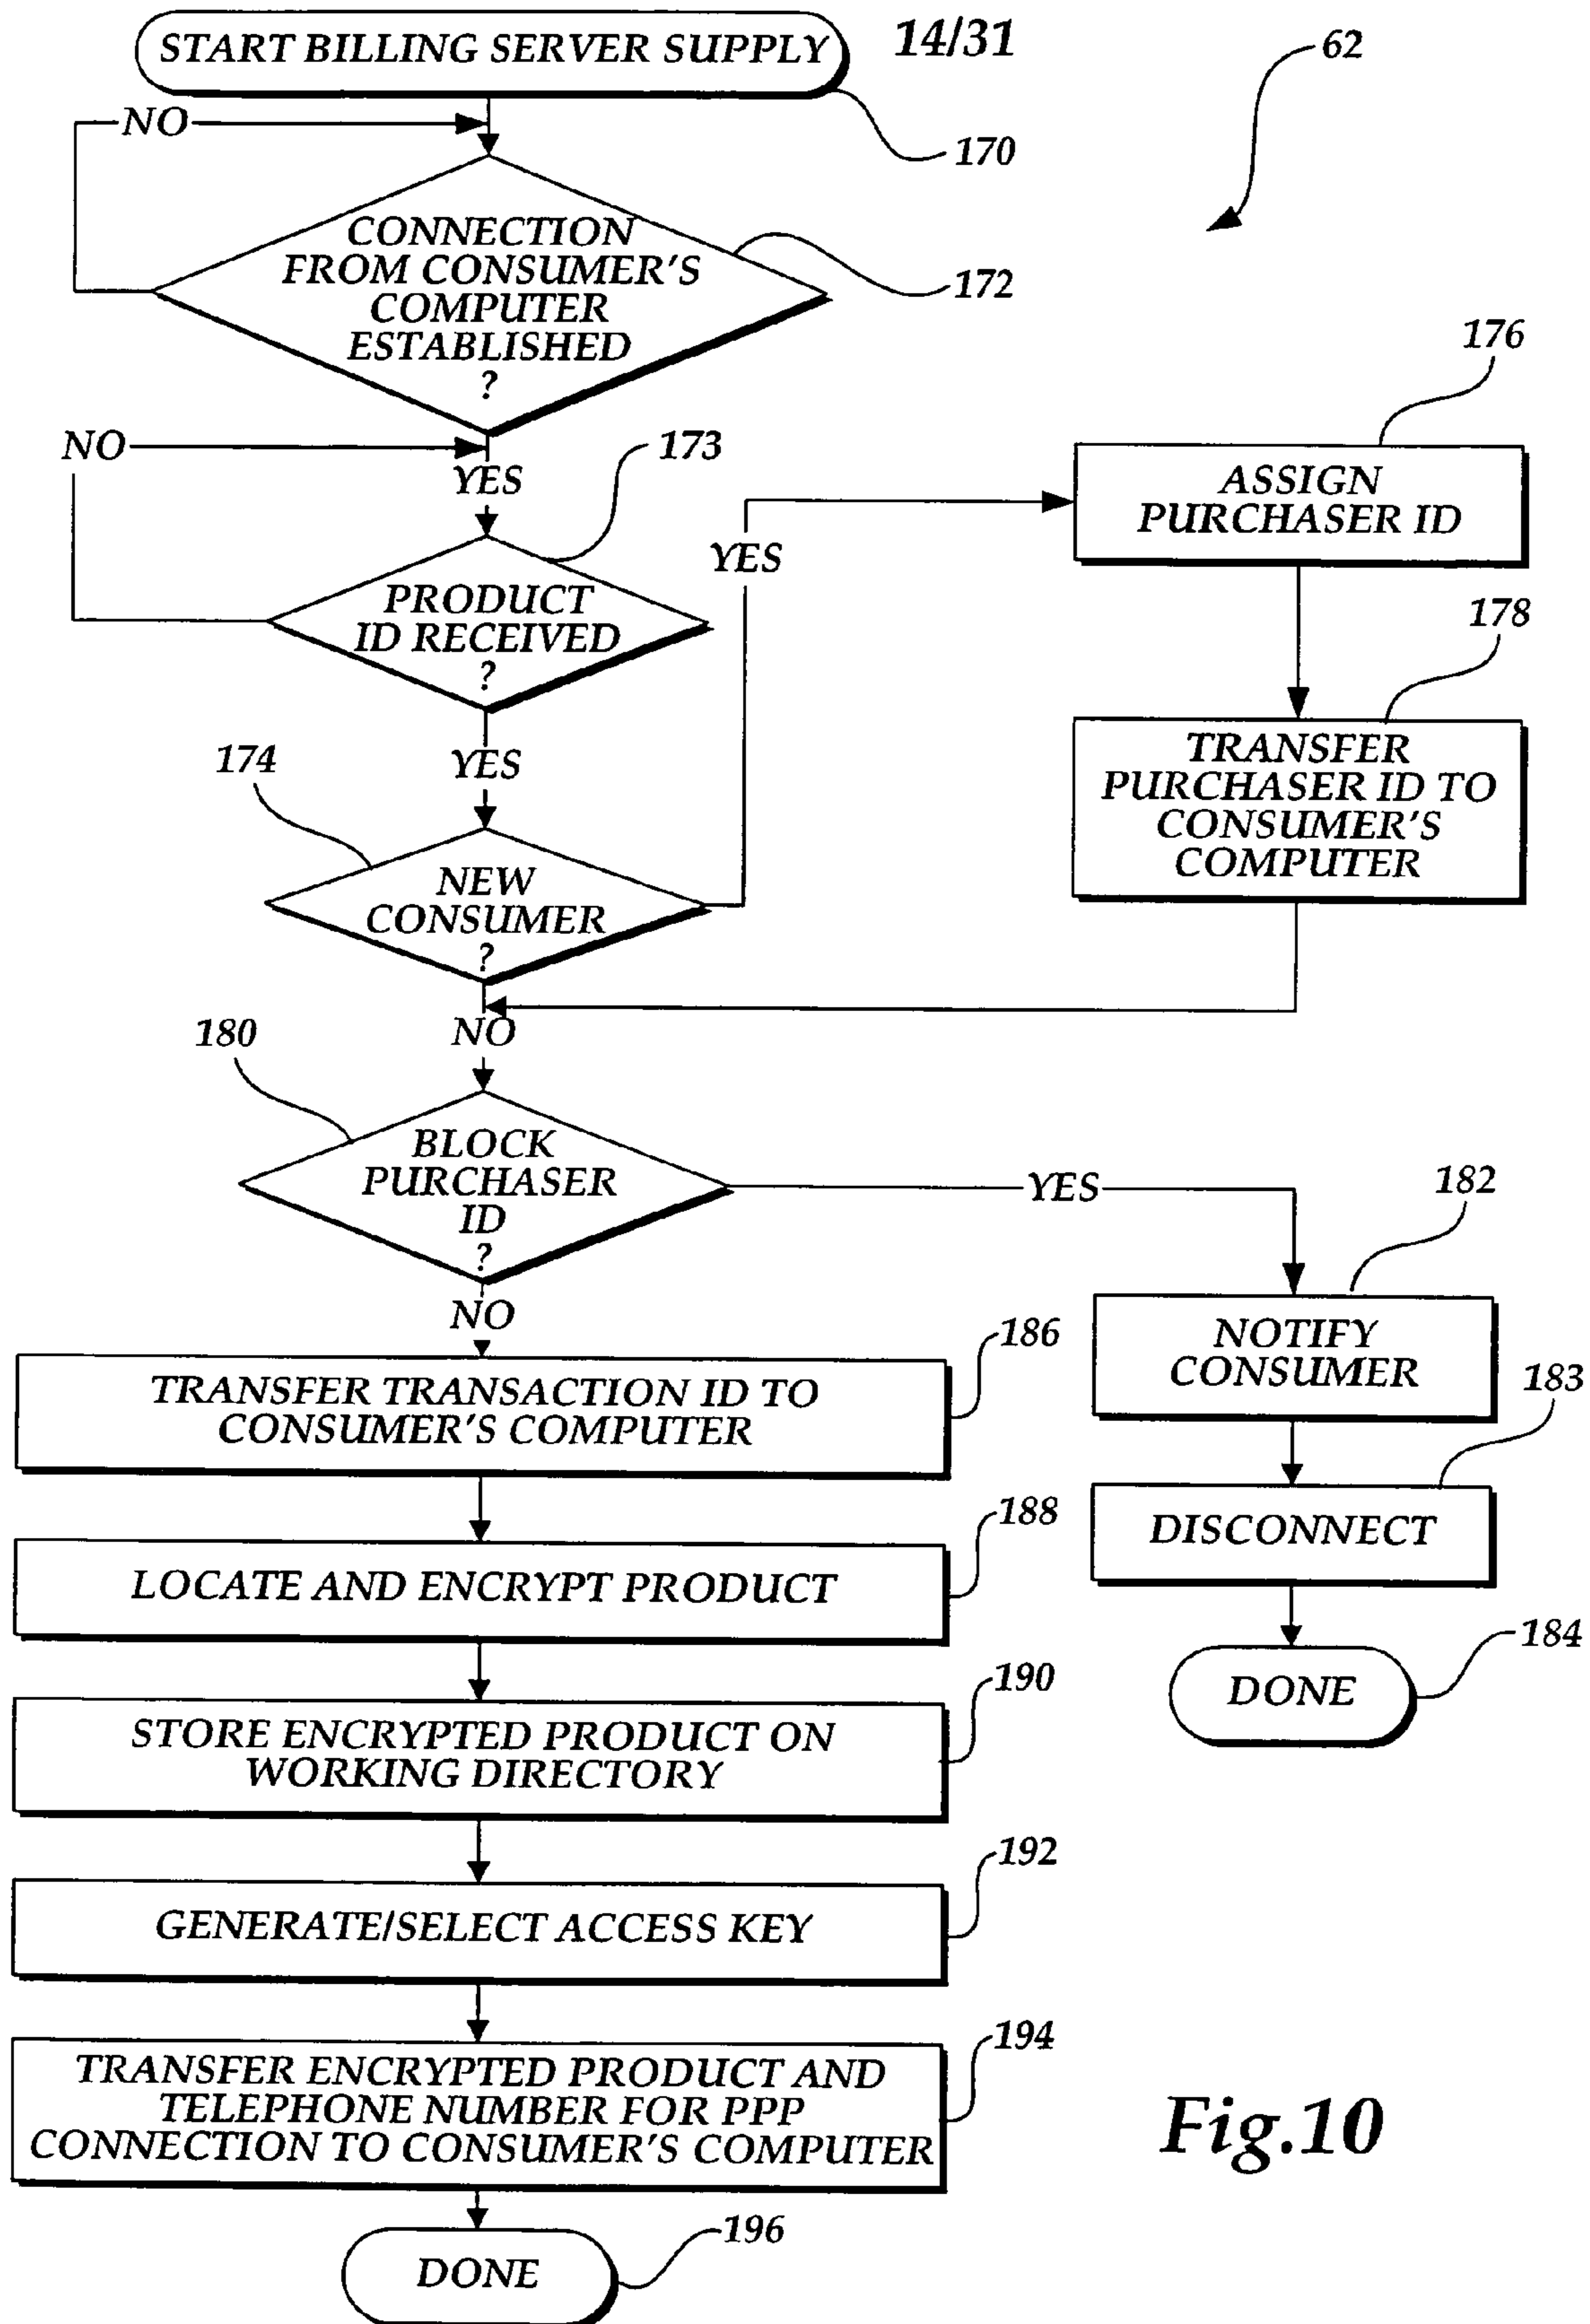 START BILLING SERVER SUPPLY
14/31
62
NO
170
CONNECTION
FROM CONSUMER'S
COMPUTER
ESTABLISHED
?
172
176
NO
173
YES
ASSIGN
PURCHASER ID
YES
PRODUCT
ID RECEIVED
?
178
174
YES
TRANSFER
PURCHASER ID TO
CONSUMER'S
COMPUTER
NEW
CONSUMER
?
180
NO
BLOCK
PURCHASER
ID
?
YES
182
NO
NOTIFY
CONSUMER
186
183
TRANSFER TRANSACTION ID TO
CONSUMER'S COMPUTER
188
DISCONNECT
LOCATE AND ENCRYPT PRODUCT
184
190
DONE
STORE ENCRYPTED PRODUCT ON
WORKING DIRECTORY
192
GENERATE/SELECT ACCESS KEY
194
TRANSFER ENCRYPTED PRODUCT AND
TELEPHONE NUMBER FOR PPP
CONNECTION TO CONSUMER'S COMPUTER
Fig.10
196
DONE